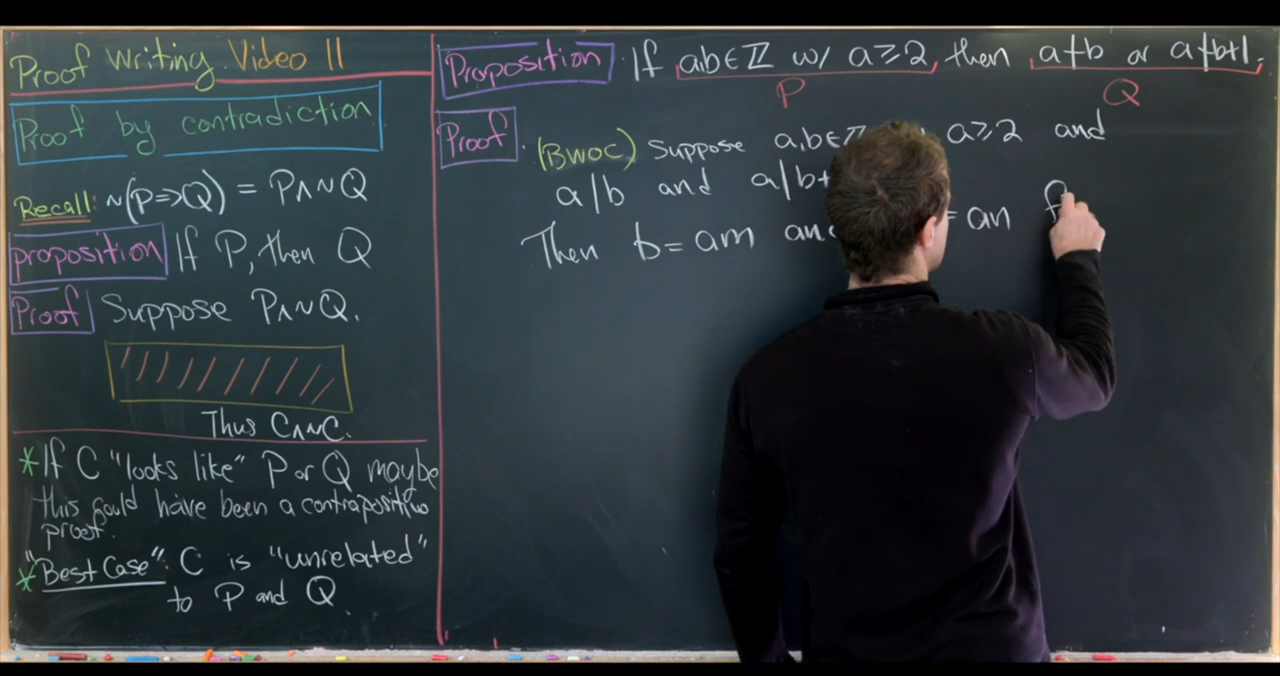 Proof Writing Video 11
Proof by contradiction
Recall: ~(P⇒Q) = P∧~Q
proposition If P, then Q
Proof Suppose P∧~Q.
Thus C∧~C.
* If C "looks like" P or Q maybe
this could have been a contrapositive
proof.
* "Best Case": C is "unrelated"
to P and Q.
Proposition If a,b∈ℤ w/ a≥2, then a∤b or a∤b+1.
P Q
Proof. (BWOC) Suppose a,b∈ a≥2 and
a|b and a|b+
Then b=am and =an f